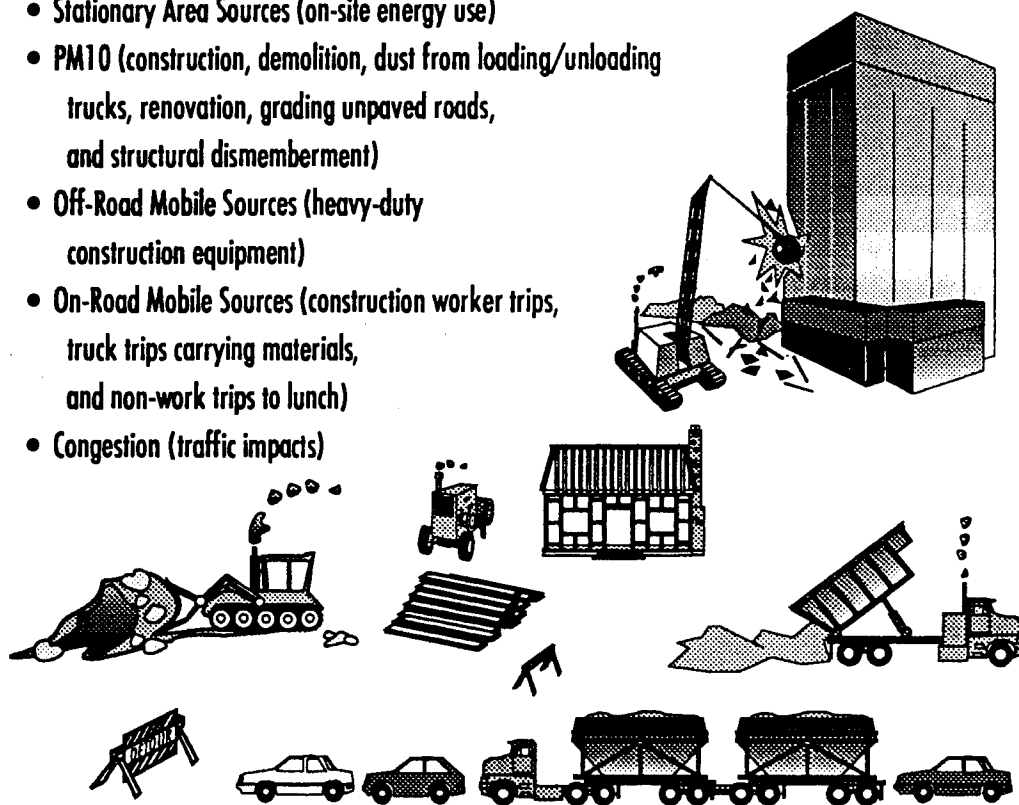 • Stationary Area Sources (on-site energy use)
• PM10 (construction, demolition, dust from loading/unloading
trucks, renovation, grading unpaved roads,
and structural dismemberment)
• Off-Road Mobile Sources (heavy-duty
construction equipment)
• On-Road Mobile Sources (construction worker trips,
truck trips carrying materials,
and non-work trips to lunch)
• Congestion (traffic impacts)
DETOUR